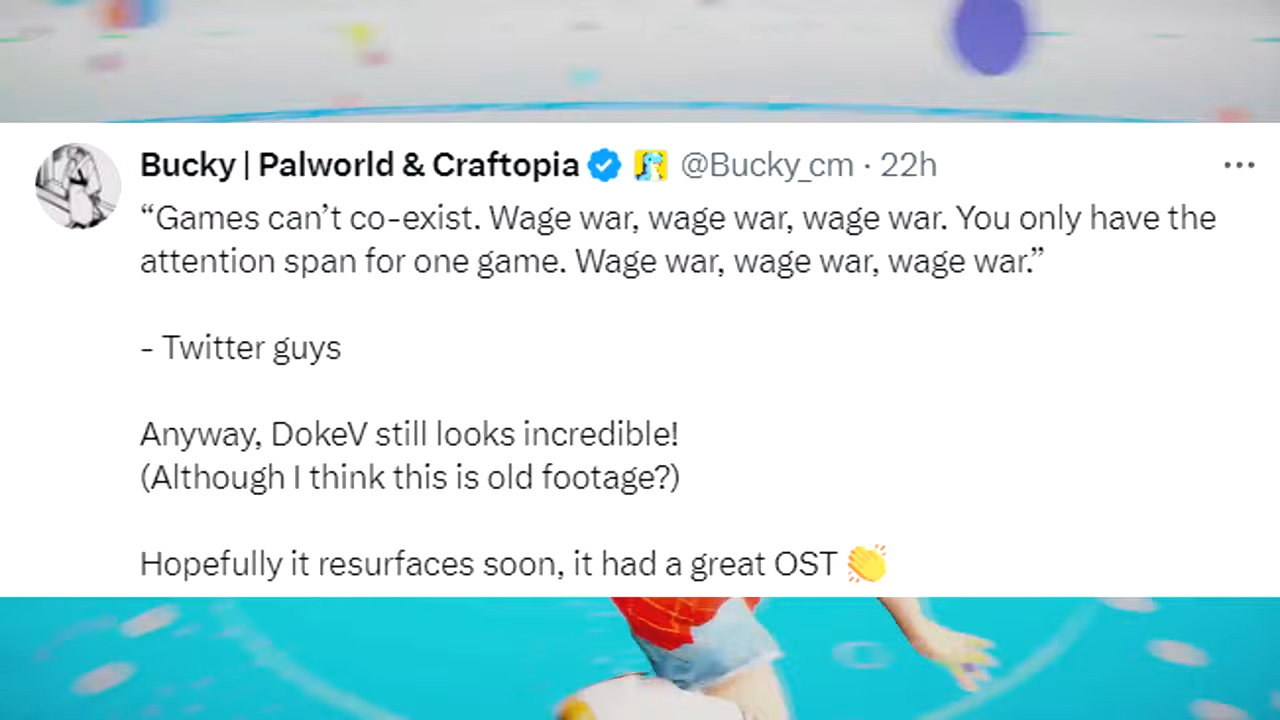 Bucky | Palworld & Craftopia @Bucky_cm · 22h
“Games can’t co-exist. Wage war, wage war, wage war. You only have the
attention span for one game. Wage war, wage war, wage war.”
- Twitter guys
Anyway, DokeV still looks incredible!
(Although I think this is old footage?)
Hopefully it resurfaces soon, it had a great OST 👏